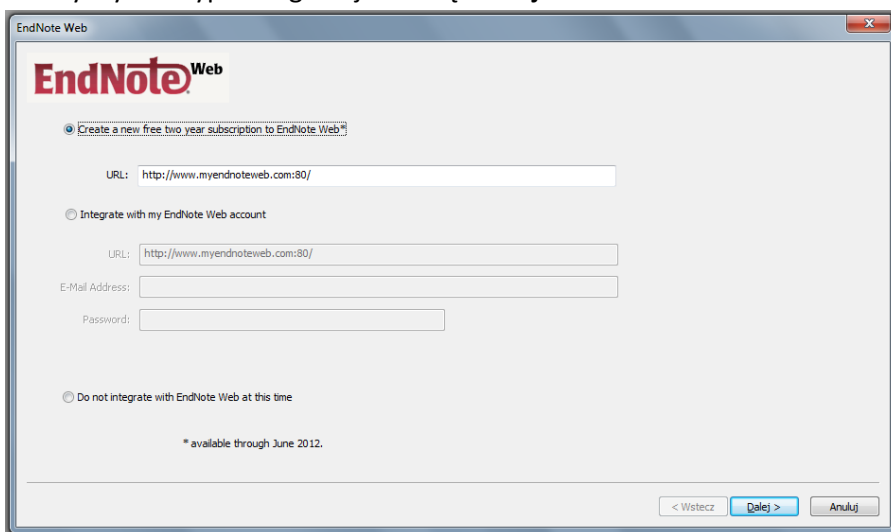 EndNote Web
EndNote Web
Create a new free two year subscription to EndNote Web*
URL: http://www.myendnoteweb.com:80/
Integrate with my EndNote Web account
URL: http://www.myendnoteweb.com:80/
E-Mail Address:
Password:
Do not integrate with EndNote Web at this time
* available through June 2012.
< Wstecz Dalej > Anuluj